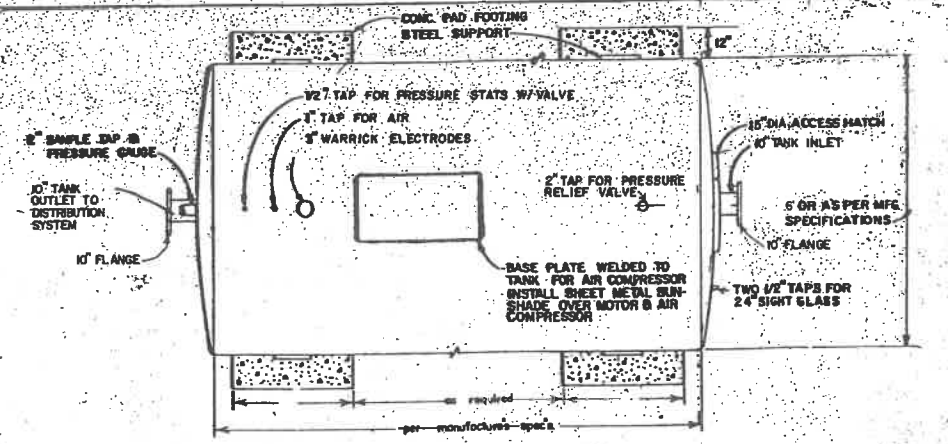 CONC. PAD FOOTING
STEEL SUPPORT
12"
1/2" TAP FOR PRESSURE STATS W/VALVE
1" TAP FOR AIR
3" WARRICK ELECTRODES
SAMPLE TAP &
PRESSURE GAUGE
10" TANK
OUTLET TO
DISTRIBUTION
SYSTEM
10" FLANGE
2" TAP FOR PRESSURE
RELIEF VALVE
DIA. ACCESS HATCH
10" TANK INLET
6' OR AS PER MFG.
SPECIFICATIONS
10" FLANGE
BASE PLATE WELDED TO
TANK FOR AIR COMPRESSOR
INSTALL SHEET METAL SUN-
SHADE OVER MOTOR & AIR
COMPRESSOR
TWO 1/2" TAPS FOR
24" SIGHT GLASS
as required
per manufacture's spec's.